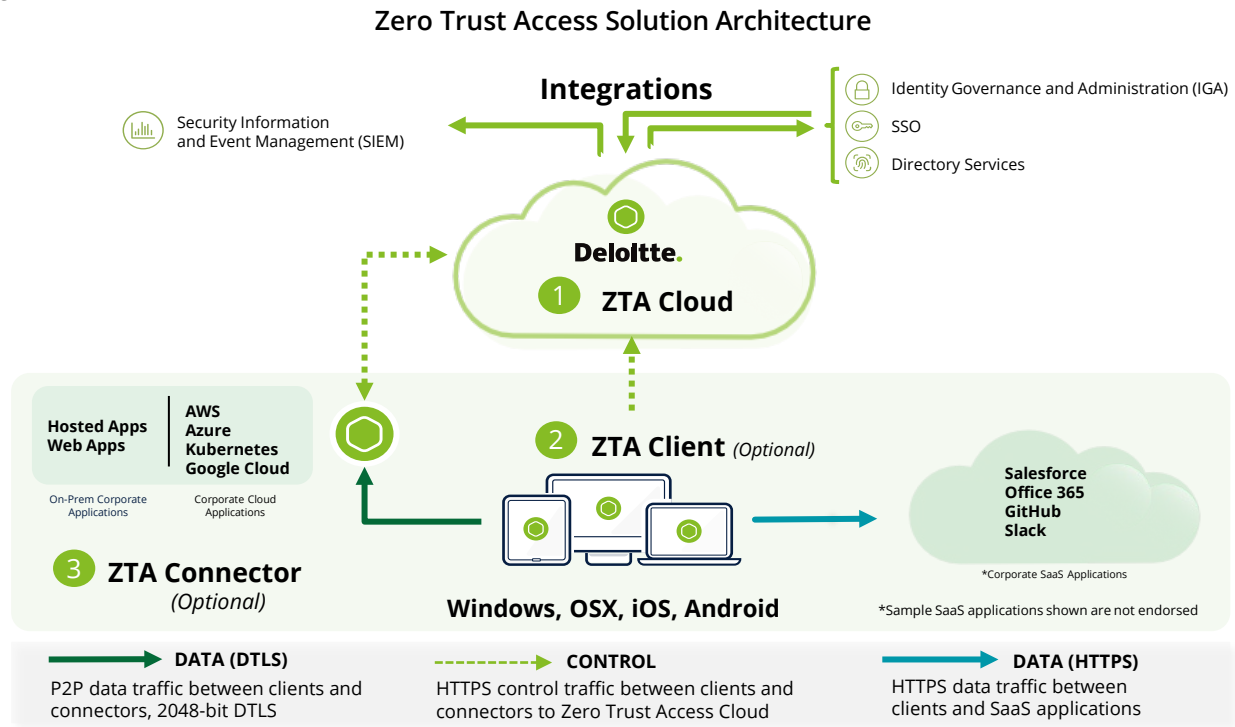 Zero Trust Access Solution Architecture
Integrations
Security Information
and Event Management (SIEM)
Identity Governance and Administration (IGA)
SSO
Directory Services
Deloitte.
1 ZTA Cloud
Hosted Apps
Web Apps
AWS
Azure
Kubernetes
Google Cloud
On-Prem Corporate
Applications
Corporate Cloud
Applications
3 ZTA Connector
(Optional)
2 ZTA Client (Optional)
Windows, OSX, iOS, Android
Salesforce
Office 365
GitHub
Slack
*Corporate SaaS Applications
*Sample SaaS applications shown are not endorsed
DATA (DTLS)
P2P data traffic between clients and
connectors, 2048-bit DTLS
CONTROL
HTTPS control traffic between clients and
connectors to Zero Trust Access Cloud
DATA (HTTPS)
HTTPS data traffic between
clients and SaaS applications